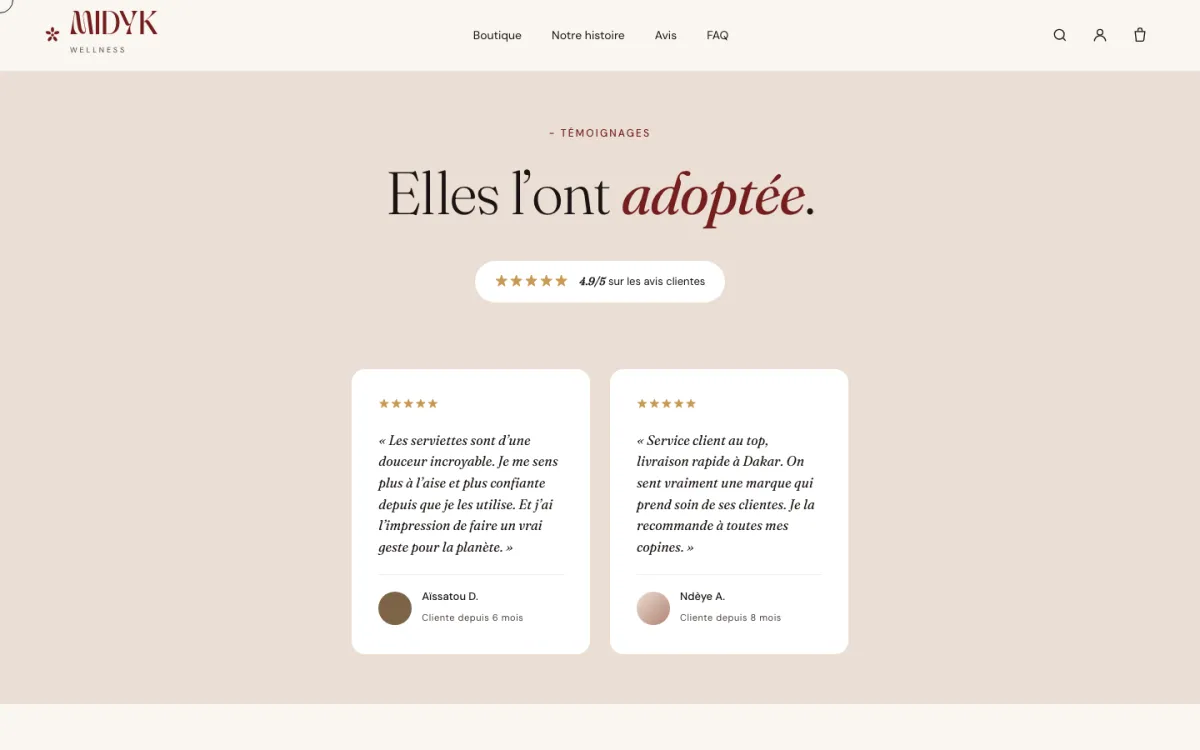 MIDYK
WELLNESS
Boutique
Notre histoire
Avis
FAQ
- TÉMOIGNAGES
Elles l’ont adoptée.
4.9/5 sur les avis clientes
« Les serviettes sont d’une
douceur incroyable. Je me sens
plus à l’aise et plus confiante
depuis que je les utilise. Et j’ai
l’impression de faire un vrai
geste pour la planète. »
Aïssatou D.
Cliente depuis 6 mois
« Service client au top,
livraison rapide à Dakar. On
sent vraiment une marque qui
prend soin de ses clientes. Je la
recommande à toutes mes
copines. »
Ndèye A.
Cliente depuis 8 mois